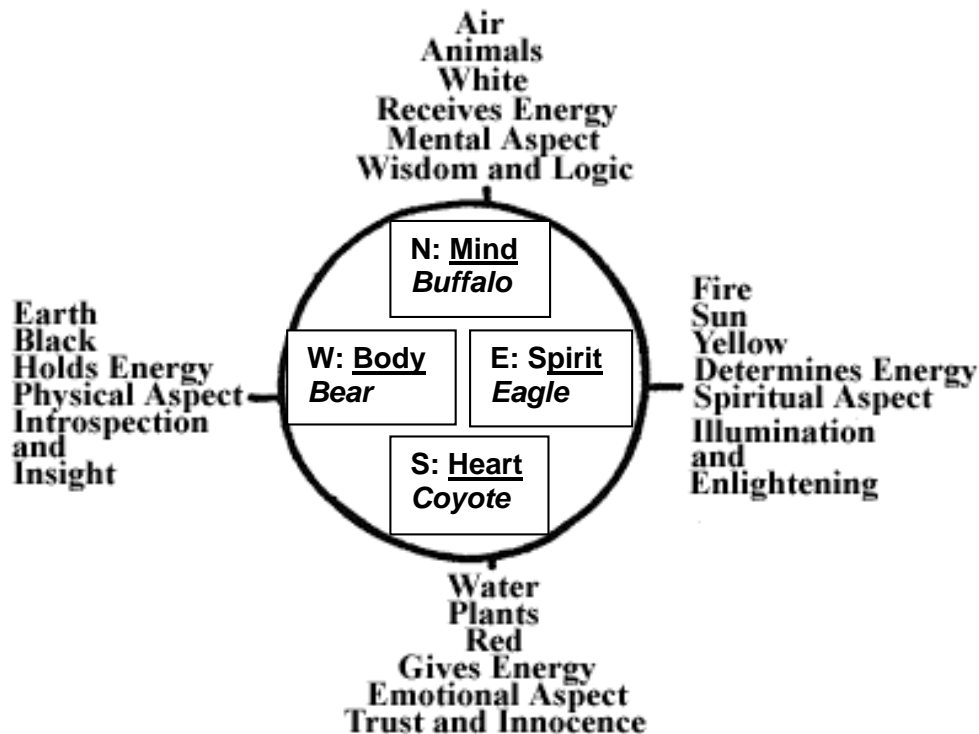 Air
Animals
White
Receives Energy
Mental Aspect
Wisdom and Logic
N: Mind
Buffalo
Earth
Black
Holds Energy
Physical Aspect
Introspection
and
Insight
W: Body
Bear
E: Spirit
Eagle
Fire
Sun
Yellow
Determines Energy
Spiritual Aspect
Illumination
and
Enlightening
S: Heart
Coyote
Water
Plants
Red
Gives Energy
Emotional Aspect
Trust and Innocence